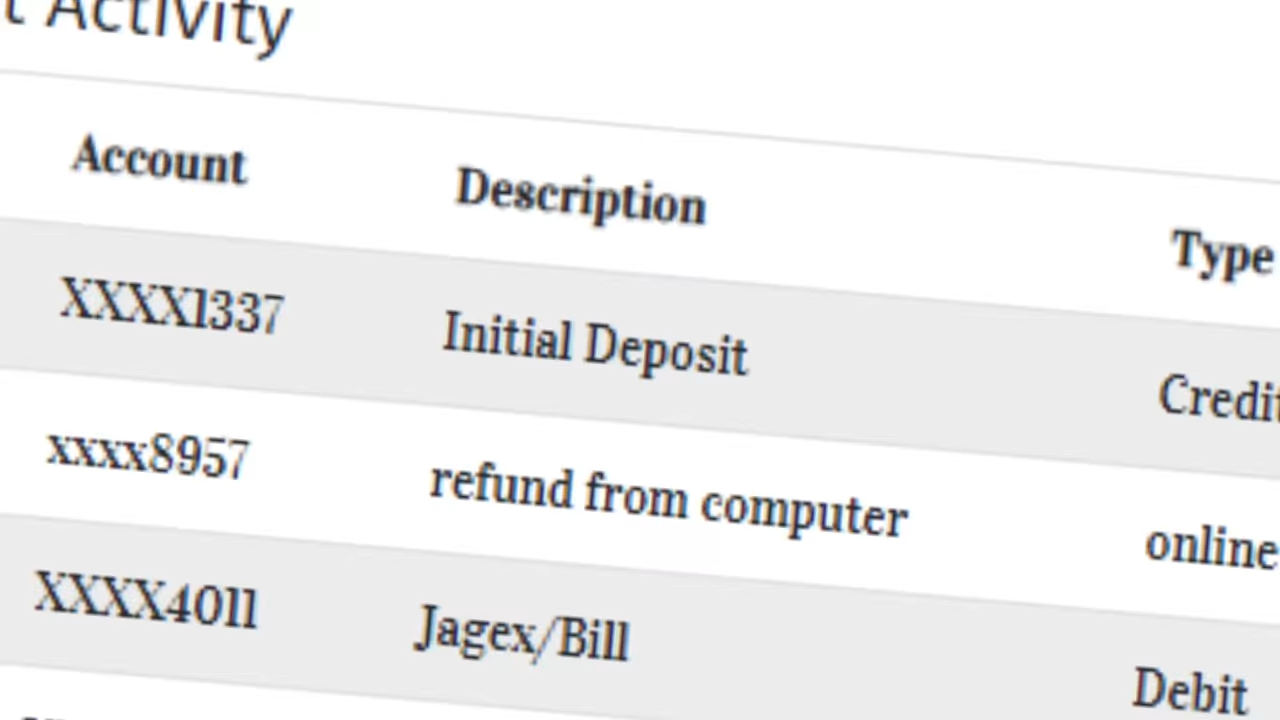 t Activity
Account Description Type
XXXX1337 Initial Deposit Credit
xxxx8957 refund from computer online
XXXX4011 Jagex/Bill Debit